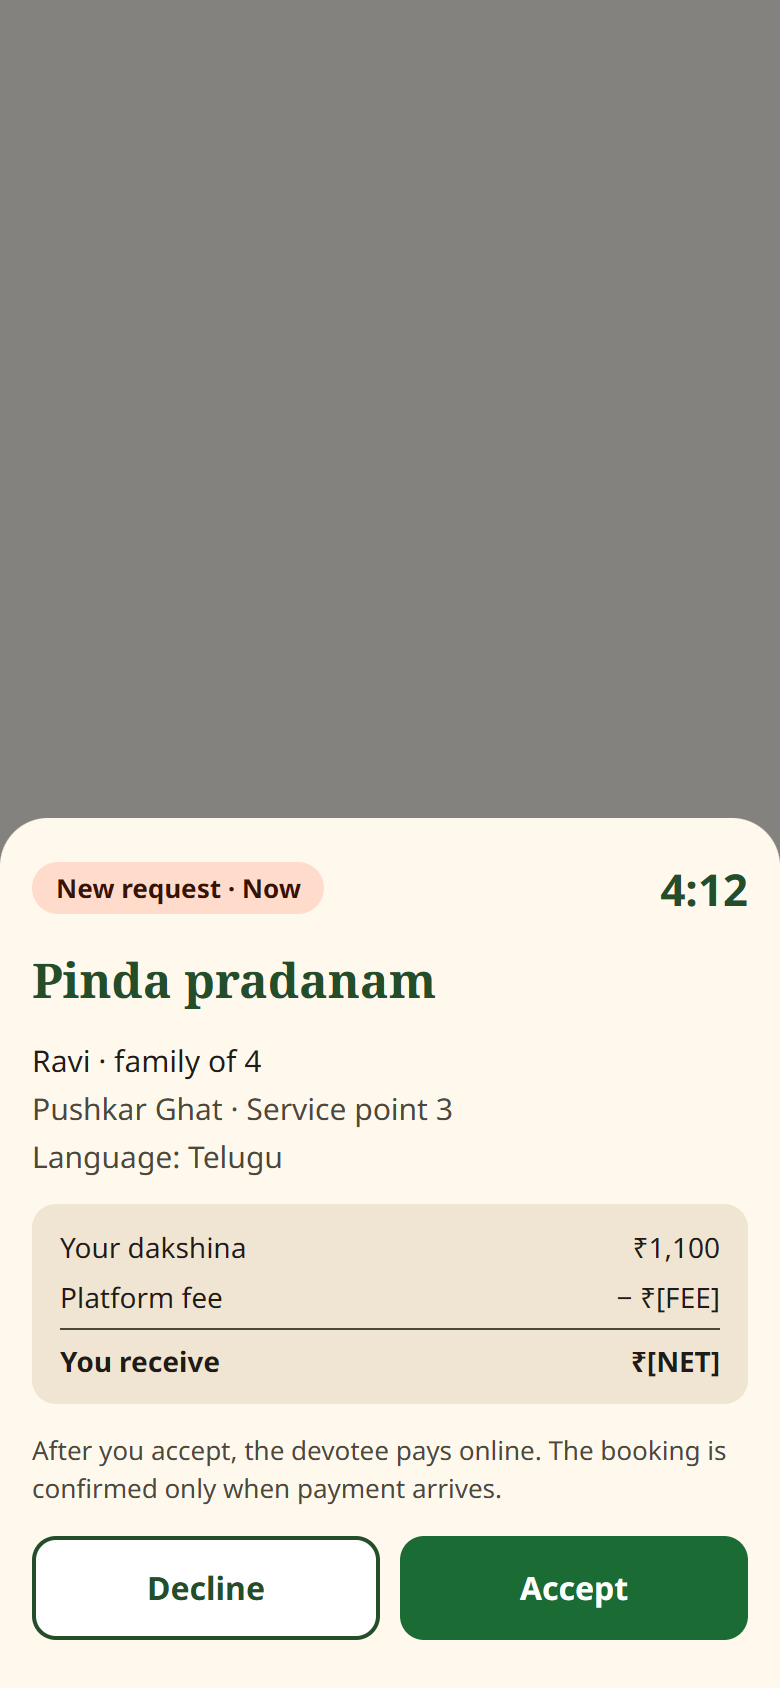 New request · Now
4:12
Pinda pradanam
Ravi · family of 4
Pushkar Ghat · Service point 3
Language: Telugu
Your dakshina ₹1,100
Platform fee − ₹[FEE]
You receive ₹[NET]
After you accept, the devotee pays online. The booking is
confirmed only when payment arrives.
Decline
Accept